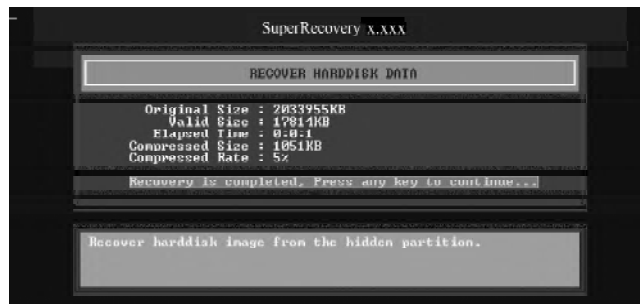 SuperRecovery x.xxx
RECOVER HARDDISK DATA
Original Size : 2033955KB
Valid Size : 17814KB
Elapsed Time : 0:0:1
Compressed Size : 1051KB
Compressed Rate : 5%
Recovery is completed, Press any key to continue...
Recover harddisk image from the hidden partition.